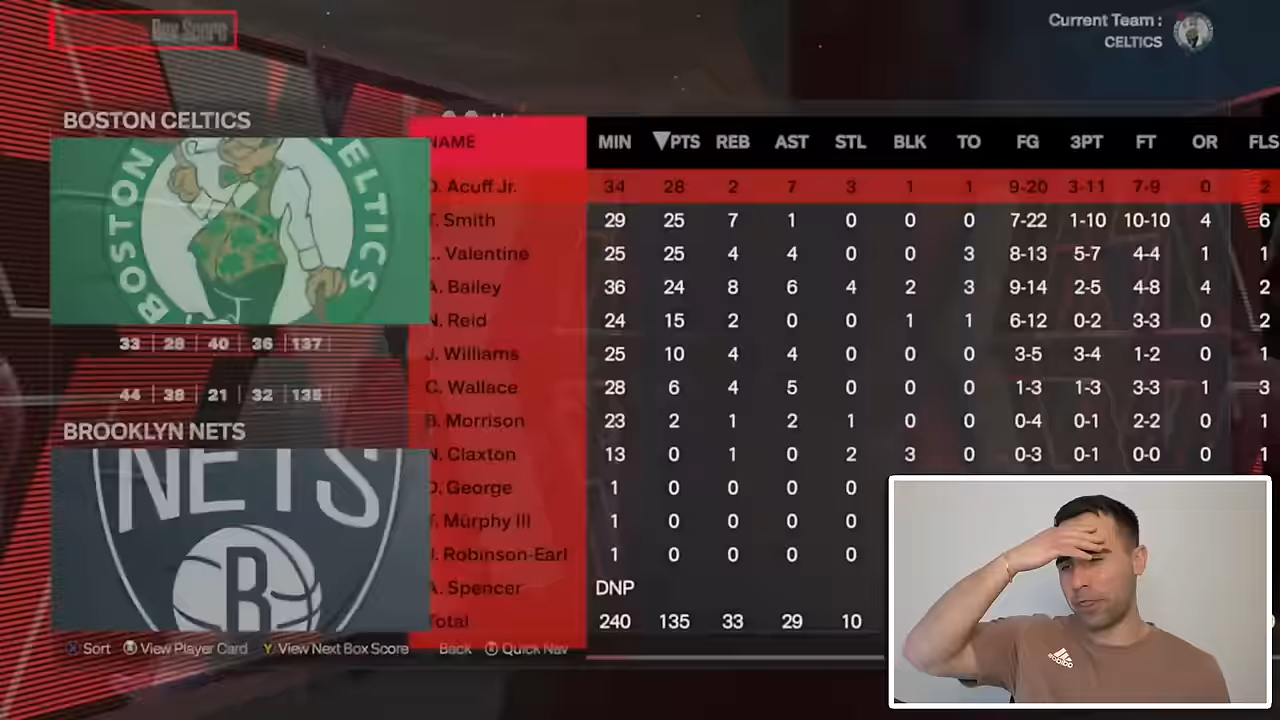 Box Score
Current Team :
CELTICS
BOSTON CELTICS
BOSTON CELTICS
33 28 40 36 137
44 38 21 32 135
BROOKLYN NETS
NETS
B
NAME MIN PTS REB AST STL BLK TO FG 3PT FT OR FLS
D. Acuff Jr. 34 28 2 7 3 1 1 9-20 3-11 7-9 0 2
T. Smith 29 25 7 1 0 0 0 7-22 1-10 10-10 4 6
L. Valentine 25 25 4 4 0 0 3 8-13 5-7 4-4 1 1
A. Bailey 36 24 8 6 4 2 3 9-14 2-5 4-8 4 2
N. Reid 24 15 2 0 0 1 1 6-12 0-2 3-3 0 2
J. Williams 25 10 4 4 0 0 0 3-5 3-4 1-2 0 1
C. Wallace 28 6 4 5 0 0 0 1-3 1-3 3-3 1 3
B. Morrison 23 2 1 2 1 0 0 0-4 0-1 2-2 0 1
N. Claxton 13 0 1 0 2 3 0 0-3 0-1 0-0 0 1
D. George 1 0 0 0 0
T. Murphy III 1 0 0 0 0
J. Robinson-Earl 1 0 0 0 0
A. Spencer DNP
Total 240 135 33 29 10
Sort View Player Card Y View Next Box Score Back Quick Nav
adidas